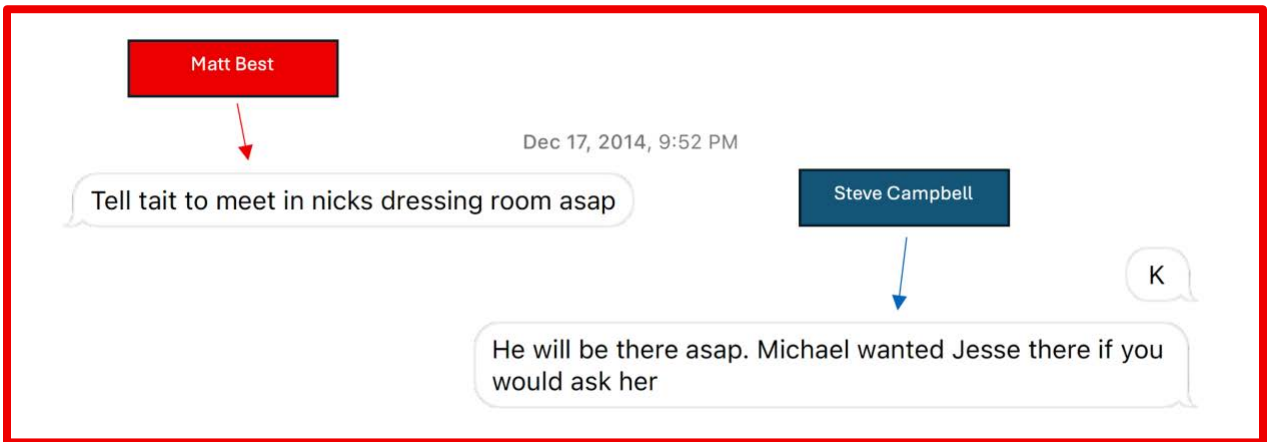 Matt Best
Dec 17, 2014, 9:52 PM
Tell tait to meet in nicks dressing room asap
Steve Campbell
K
He will be there asap. Michael wanted Jesse there if you
would ask her